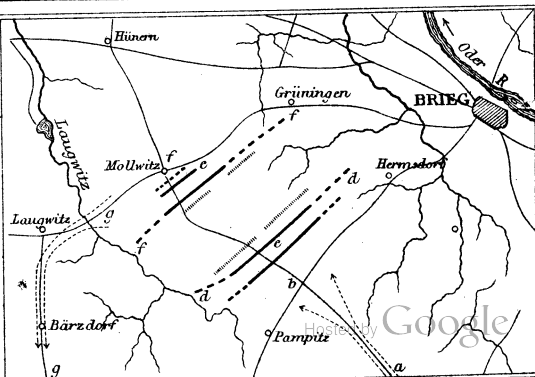 Hünern
Oder R.
Grüningen
BRIEG
f
Laugwitz
f
e
Mollwitz
Hermsdorf
d
g
Laugwitz
e
f
b
d
Bärzdorf
Pampitz
Hosted by Google
g
a